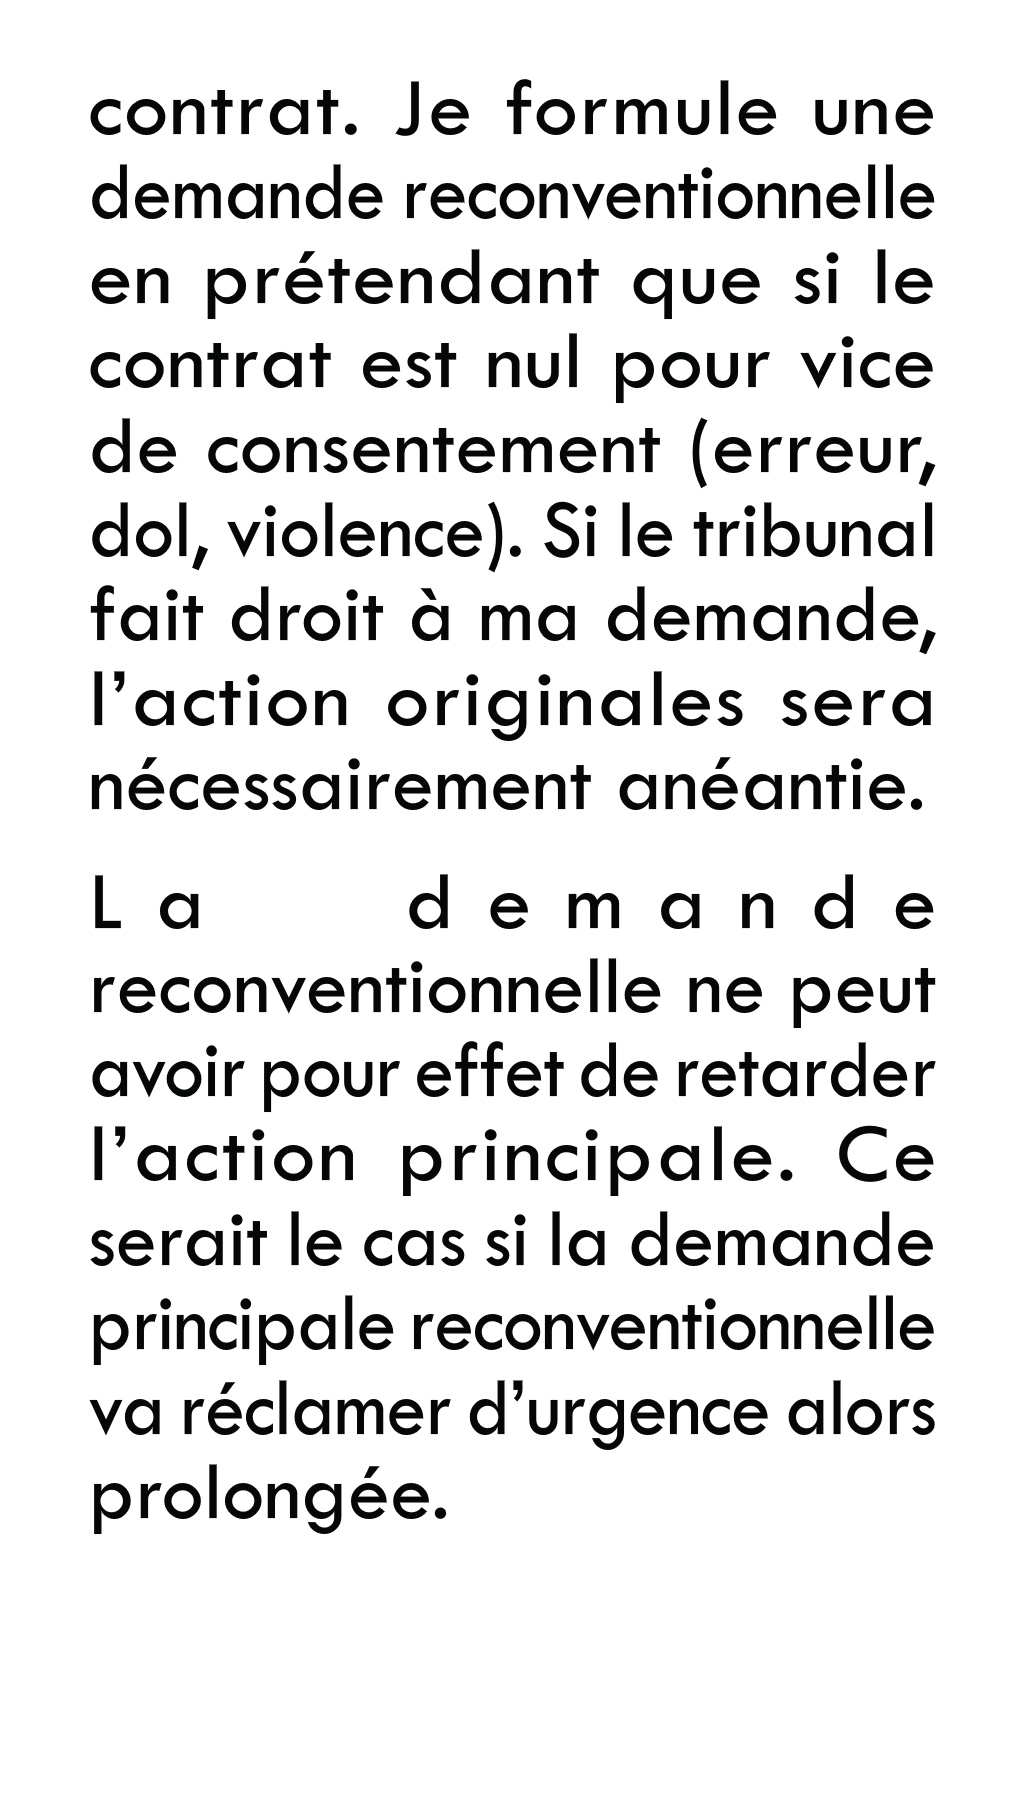 contrat. Je formule une
demande reconventionnelle
en prétendant que si le
contrat est nul pour vice
de consentement (erreur,
dol, violence). Si le tribunal
fait droit à ma demande,
l’action originales sera
nécessairement anéantie.
La demande
reconventionnelle ne peut
avoir pour effet de retarder
l’action principale. Ce
serait le cas si la demande
principale reconventionnelle
va réclamer d’urgence alors
prolongée.